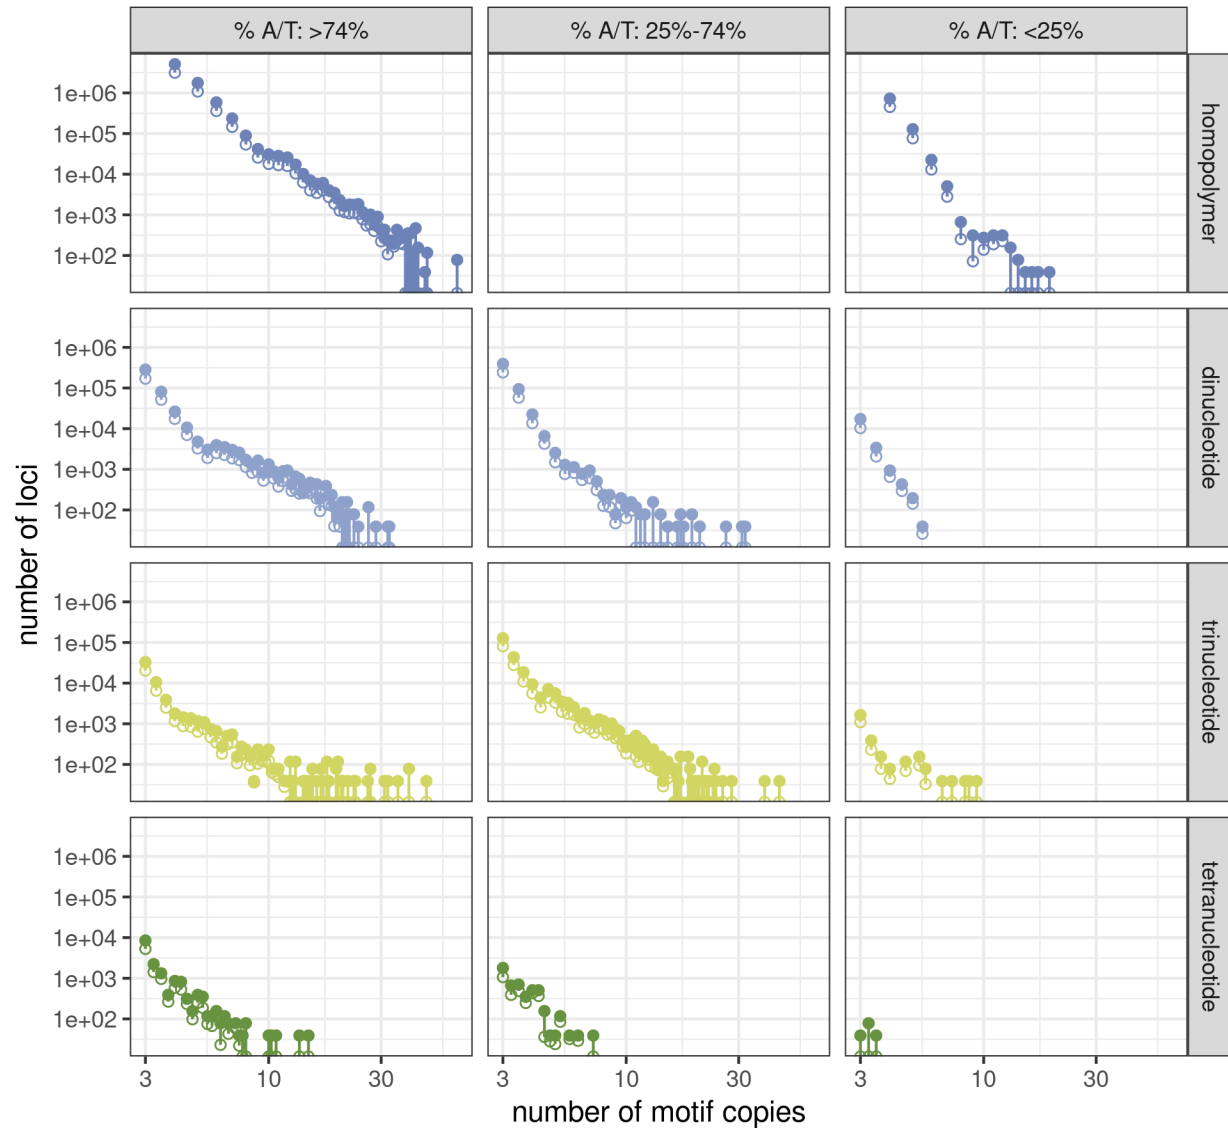 % A/T: >74%
% A/T: 25%-74%
% A/T: <25%
1e+06
1e+05
1e+04
1e+03
1e+02
homopolymer
1e+06
1e+05
1e+04
1e+03
1e+02
dinucleotide
1e+06
1e+05
1e+04
1e+03
1e+02
trinucleotide
1e+06
1e+05
1e+04
1e+03
1e+02
tetranucleotide
number of loci
3 10 30
3 10 30
3 10 30
number of motif copies